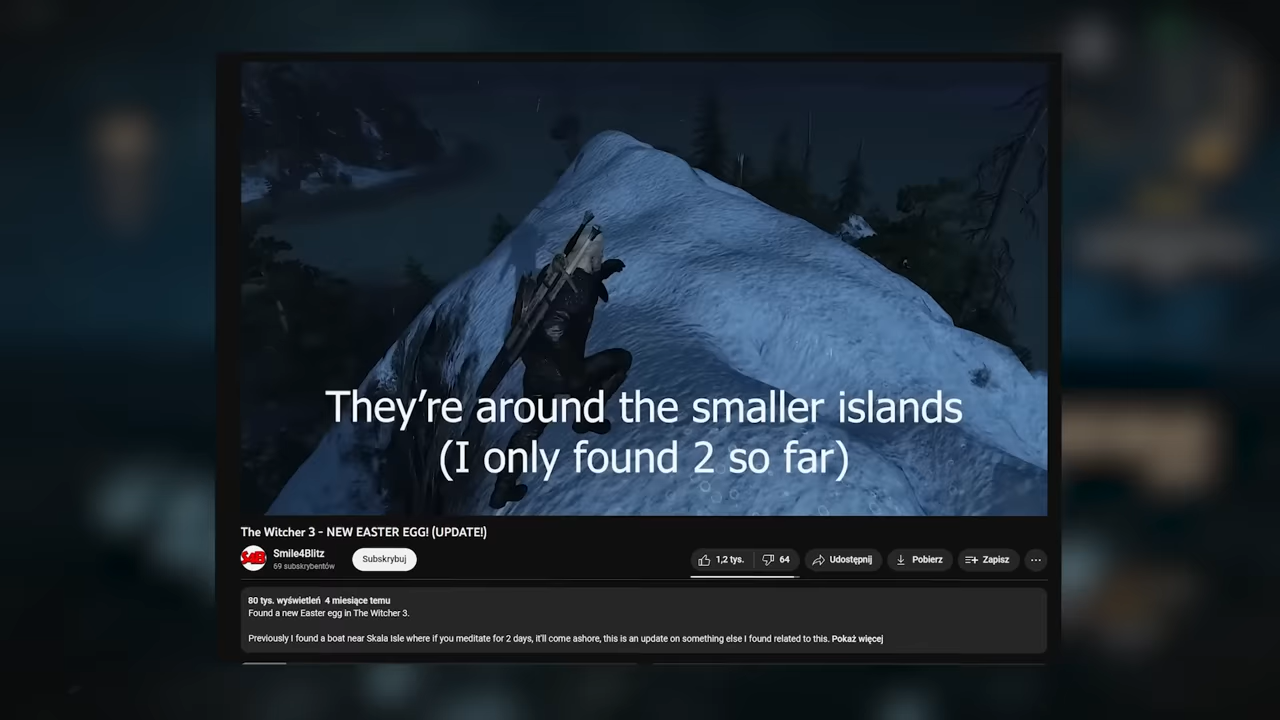 They're around the smaller islands
(I only found 2 so far)
The Witcher 3 - NEW EASTER EGG! (UPDATE!)
S4B
Smile4Blitz
69 subskrybentów
Subskrybuj
1,2 tys.
64
Udostępnij
Pobierz
Zapisz
80 tys. wyświetleń 4 miesiące temu
Found a new Easter egg in The Witcher 3.
Previously I found a boat near Skala Isle where if you meditate for 2 days, it'll come ashore, this is an update on something else I found related to this. Pokaż więcej